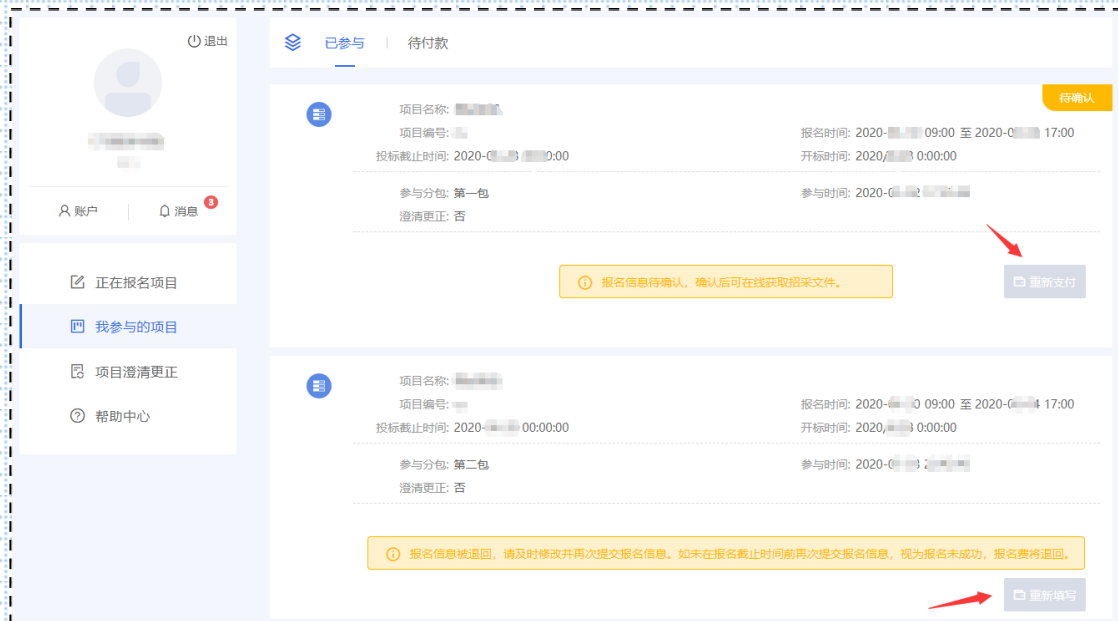 退出
账户
消息 3
正在报名项目
我参与的项目
项目澄清更正
帮助中心
已参与
待付款
待确认
项目名称:
项目编号:
报名时间: 2020- 09:00 至 2020-0 17:00
投标截止时间: 2020-0 0:00
开标时间: 2020/ 0:00:00
参与分包: 第一包
参与时间: 2020-0
澄清更正: 否
报名信息待确认，确认后可在线获取招采文件。
重新支付
项目名称:
项目编号:
报名时间: 2020- 09:00 至 2020-0 17:00
投标截止时间: 2020- 00:00:00
开标时间: 2020/ 0:00:00
参与分包: 第二包
参与时间: 2020-0
澄清更正: 否
报名信息被退回，请及时修改并再次提交报名信息。如未在报名截止时间前再次提交报名信息，视为报名未成功，报名费将退回。
重新填写